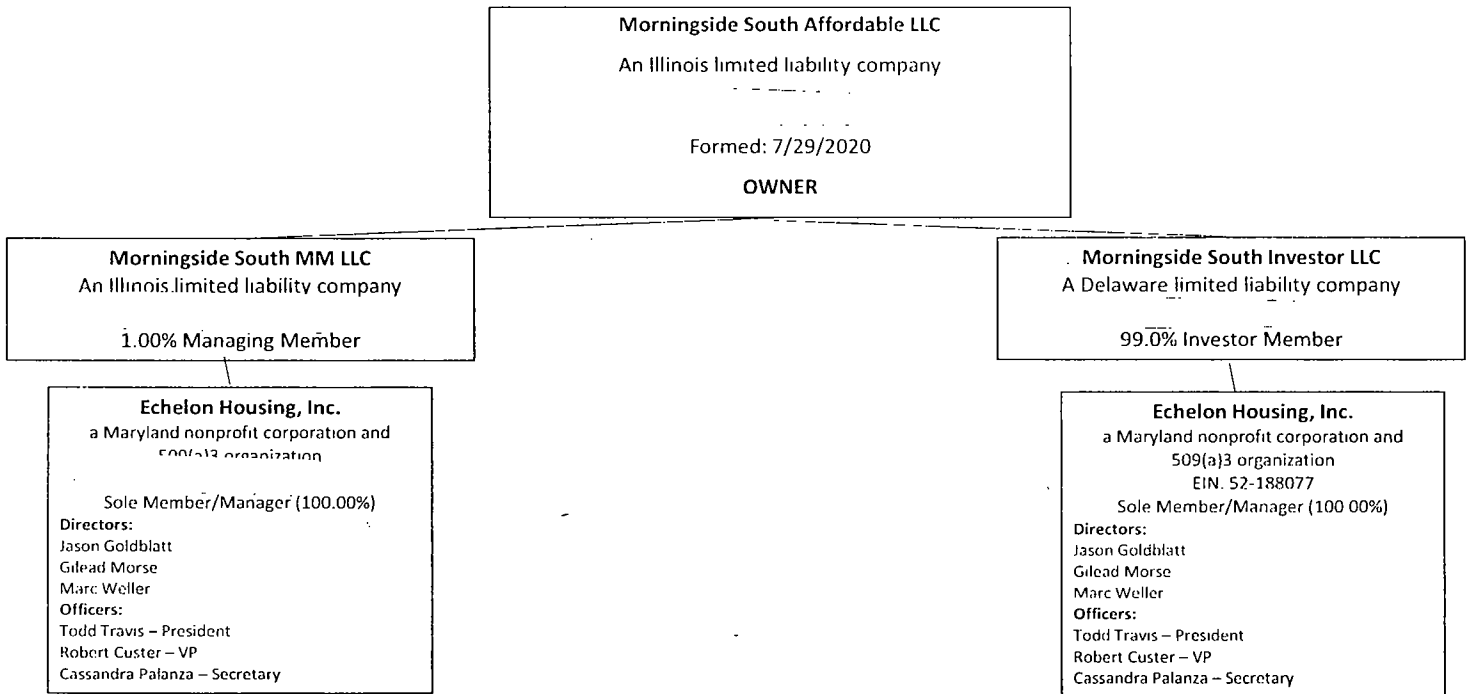 Morningside South Affordable LLC
An Illinois limited liability company
Formed: 7/29/2020
OWNER
Morningside South MM LLC
An Illinois limited liability company
1.00% Managing Member
Morningside South Investor LLC
A Delaware limited liability company
99.0% Investor Member
Echelon Housing, Inc.
a Maryland nonprofit corporation and
509(a)3 organization
Sole Member/Manager (100.00%)
Directors:
Jason Goldblatt
Gilead Morse
Marc Weller
Officers:
Todd Travis – President
Robert Custer – VP
Cassandra Palanza – Secretary
Echelon Housing, Inc.
a Maryland nonprofit corporation and
509(a)3 organization
EIN. 52-188077
Sole Member/Manager (100 00%)
Directors:
Jason Goldblatt
Gilead Morse
Marc Weller
Officers:
Todd Travis – President
Robert Custer – VP
Cassandra Palanza – Secretary